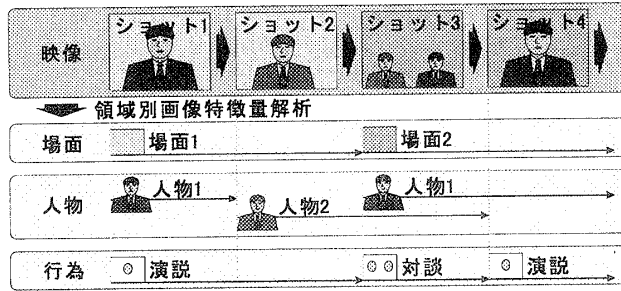 映像 ショット1 ショット2 ショット3 ショット4
領域別画像特徴量解析
場面 場面1 場面2
人物 人物1 人物2 人物1
行為 演説 対談 演説